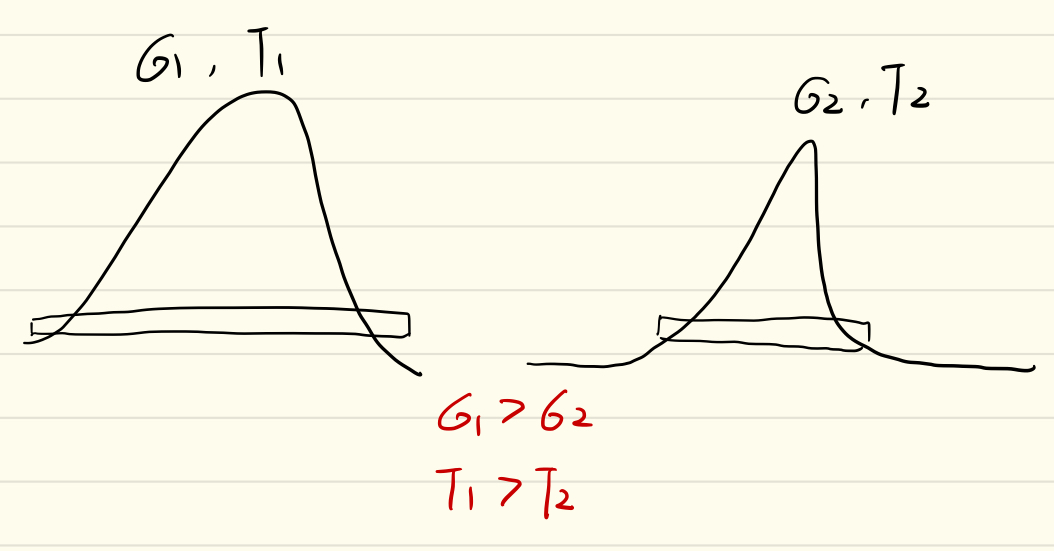 G₁, T₁
G₂, T₂
G₁ > G₂
T₁ > T₂